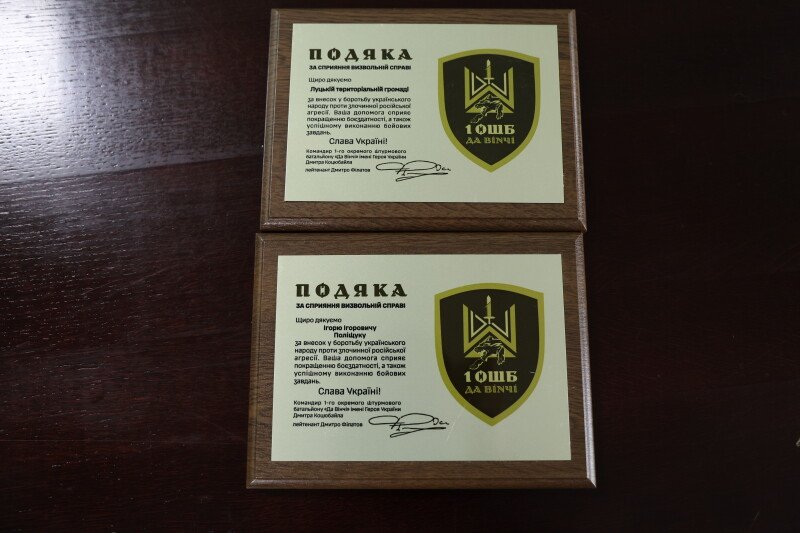 ПОДЯКА
ЗА СПРИЯННЯ ВИЗВОЛЬНІЙ СПРАВІ
Щиро дякуємо
Луцькій територіальній громаді
за внесок у боротьбу українського
народу проти злочинної російської
агресії. Ваша допомога сприяє
покращенню боєздатності, а також
успішному виконанню бойових
завдань.
Слава Україні!
Командир 1-го окремого штурмового
батальйону «Да Вінчі» імені Героя України
Дмитра Коцюбайла
лейтенант Дмитро Філатов
1 ОШБ
ДА ВІНЧІ
ПОДЯКА
ЗА СПРИЯННЯ ВИЗВОЛЬНІЙ СПРАВІ
Щиро дякуємо
Ігорю Ігоровичу
Поліщуку
за внесок у боротьбу українського
народу проти злочинної російської
агресії. Ваша допомога сприяє
покращенню боєздатності, а також
успішному виконанню бойових
завдань.
Слава Україні!
Командир 1-го окремого штурмового
батальйону «Да Вінчі» імені Героя України
Дмитра Коцюбайла
лейтенант Дмитро Філатов
1 ОШБ
ДА ВІНЧІ